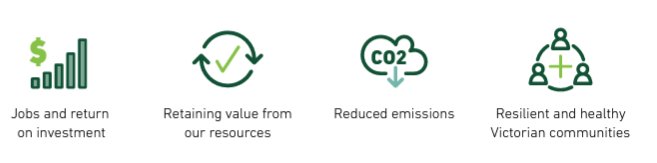 $
CO2
Jobs and return
on investment
Retaining value from
our resources
Reduced emissions
Resilient and healthy
Victorian communities